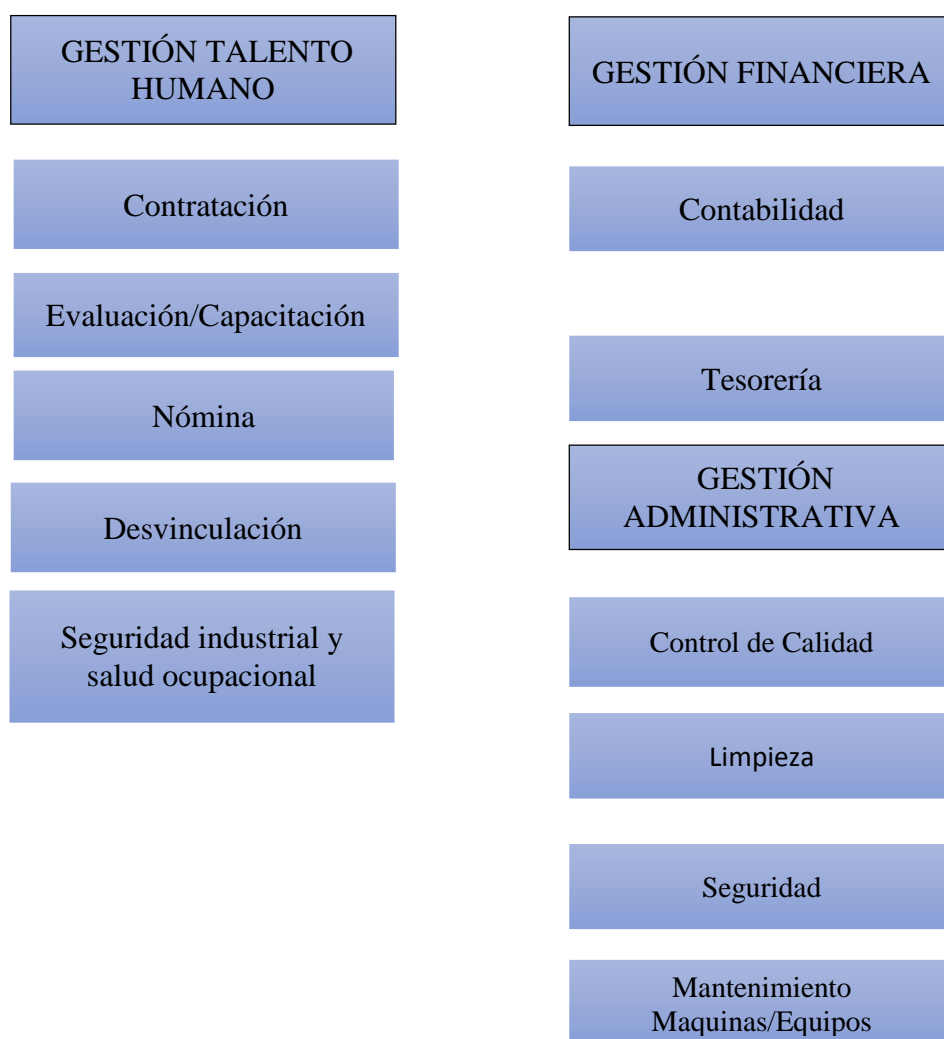 GESTIÓN TALENTO
HUMANO
Contratación
Evaluación/Capacitación
Nómina
Desvinculación
Seguridad industrial y
salud ocupacional
GESTIÓN FINANCIERA
Contabilidad
Tesorería
GESTIÓN
ADMINISTRATIVA
Control de Calidad
Limpieza
Seguridad
Mantenimiento
Maquinas/Equipos